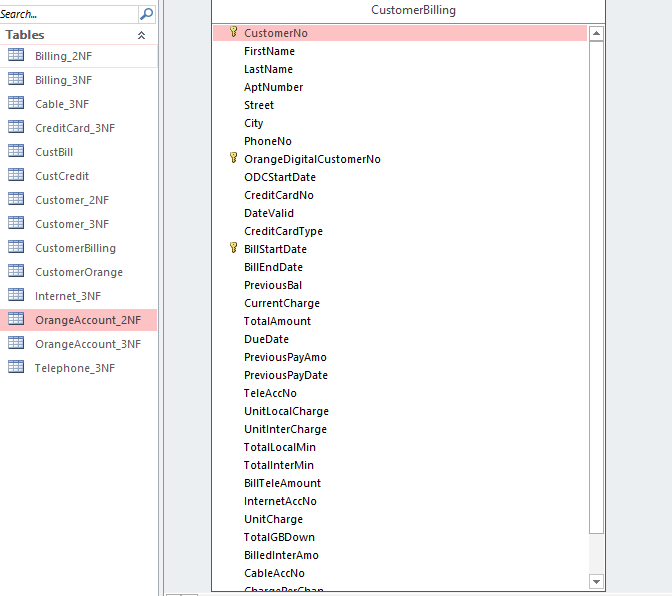 Search...
Tables
Billing_2NF
Billing_3NF
Cable_3NF
CreditCard_3NF
CustBill
CustCredit
Customer_2NF
Customer_3NF
CustomerBilling
CustomerOrange
Internet_3NF
OrangeAccount_2NF
OrangeAccount_3NF
Telephone_3NF
CustomerBilling
CustomerNo
FirstName
LastName
AptNumber
Street
City
PhoneNo
OrangeDigitalCustomerNo
ODCStartDate
CreditCardNo
DateValid
CreditCardType
BillStartDate
BillEndDate
PreviousBal
CurrentCharge
TotalAmount
DueDate
PreviousPayAmo
PreviousPayDate
TeleAccNo
UnitLocalCharge
UnitInterCharge
TotalLocalMin
TotalInterMin
BillTeleAmount
InternetAccNo
UnitCharge
TotalGBDown
BilledInterAmo
CableAccNo
ChargePerChan